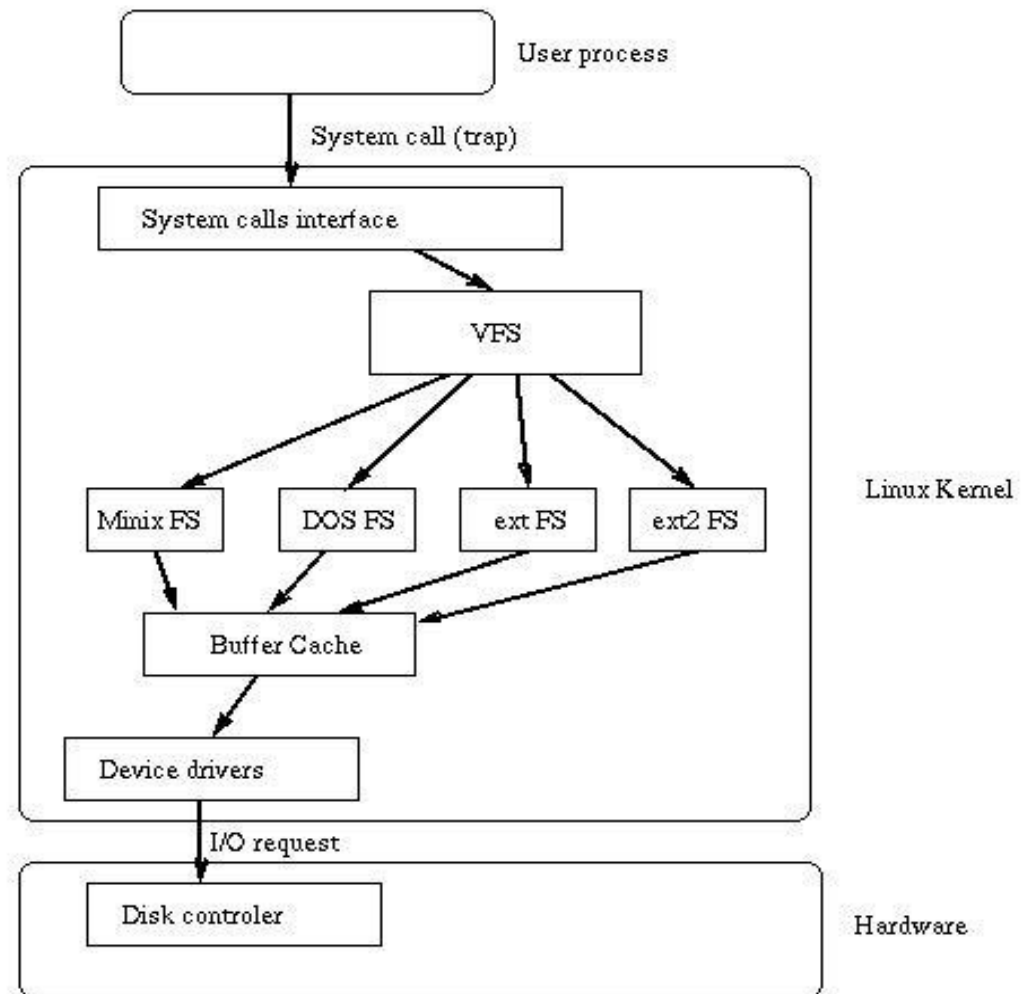 User process
System call (trap)
System calls interface
VFS
Minix FS
DOS FS
ext FS
ext2 FS
Linux Kernel
Buffer Cache
Device drivers
I/O request
Disk controler
Hardware